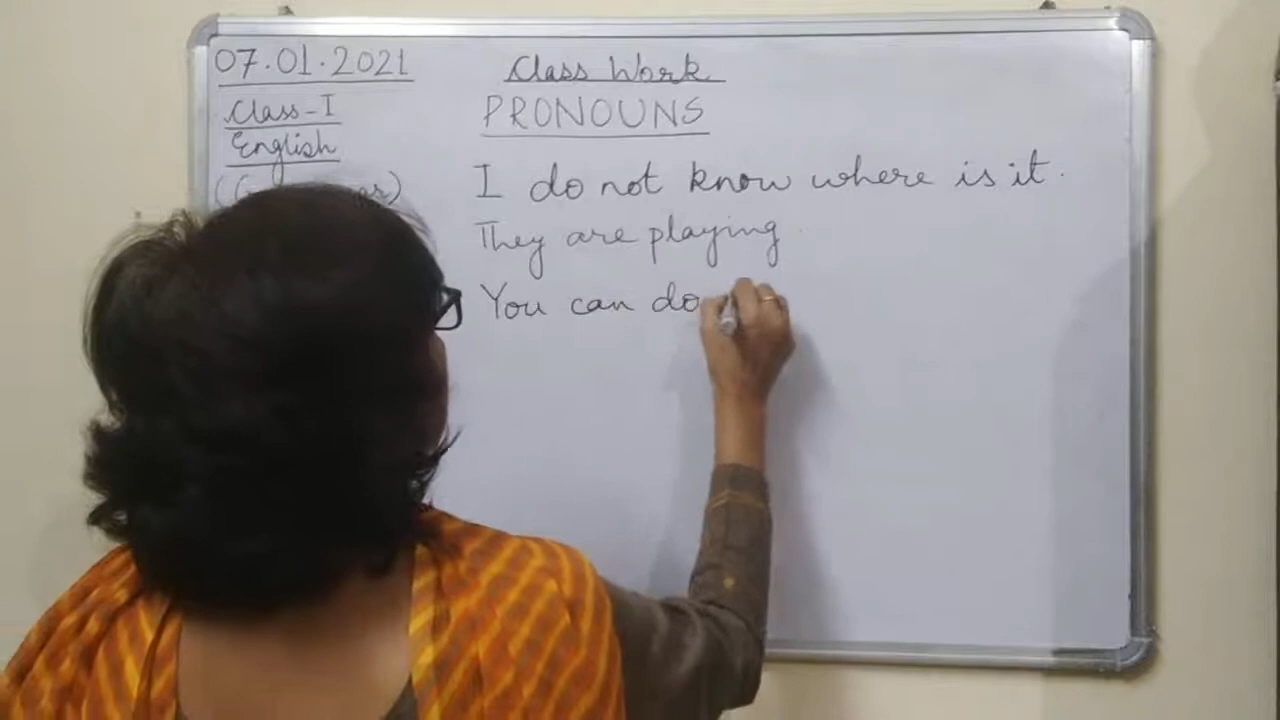 07.01.2021
Class Work
Class-I
PRONOUNS
English
I do not know where is it.
They are playing
You can do